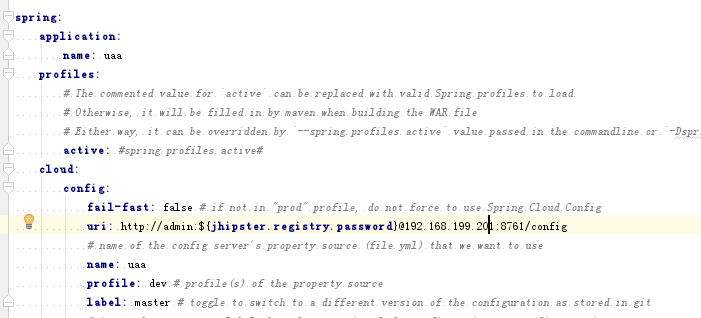 spring:
application:
name: uaa
profiles:
# The commented value for `active` can be replaced with valid Spring profiles to load.
# Otherwise, it will be filled in by maven when building the WAR file
# Either way, it can be overridden by `--spring.profiles.active` value passed in the commandline or `-Dspr
active: #spring.profiles.active#
cloud:
config:
fail-fast: false # if not in "prod" profile, do not force to use Spring Cloud Config
uri: http://admin:${jhipster.registry.password}@192.168.199.201:8761/config
# name of the config server's property source (file.yml) that we want to use
name: uaa
profile: dev # profile(s) of the property source
label: master # toggle to switch to a different version of the configuration as stored in git